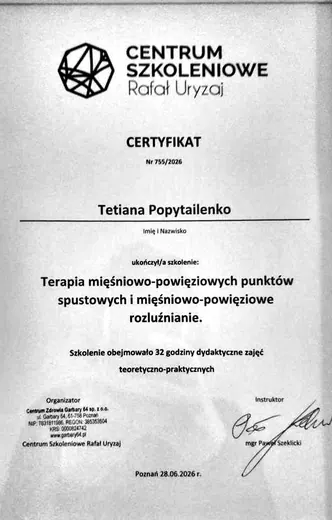 CENTRUM
SZKOLENIOWE
Rafał Uryzaj
CERTYFIKAT
Nr 755/2026
Tetiana Popytailenko
Imię i Nazwisko
ukończył/a szkolenie:
Terapia mięśniowo-powięziowych punktów
spustowych i mięśniowo-powięziowe
rozluźnianie.
Szkolenie obejmowało 32 godziny dydaktyczne zajęć
teoretyczno-praktycznych
Organizator
Centrum Zdrowia Garbary 64 sp. z o.o.
ul. Garbary 64, 61-758 Poznań
KRS: 0000824742
www.garbary64.pl
Centrum Szkoleniowe Rafał Uryzaj
Instruktor
mgr Paweł Szeklicki
Poznań 28.06.2026 r.